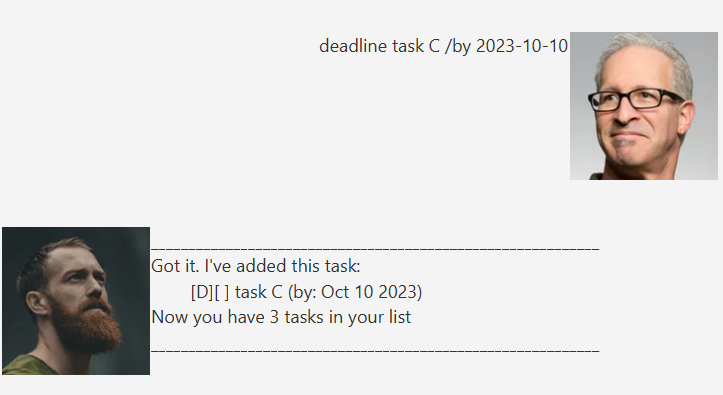 deadline task C /by 2023-10-10
____________________________________________________________
Got it. I've added this task:
[D][ ] task C (by: Oct 10 2023)
Now you have 3 tasks in your list
____________________________________________________________